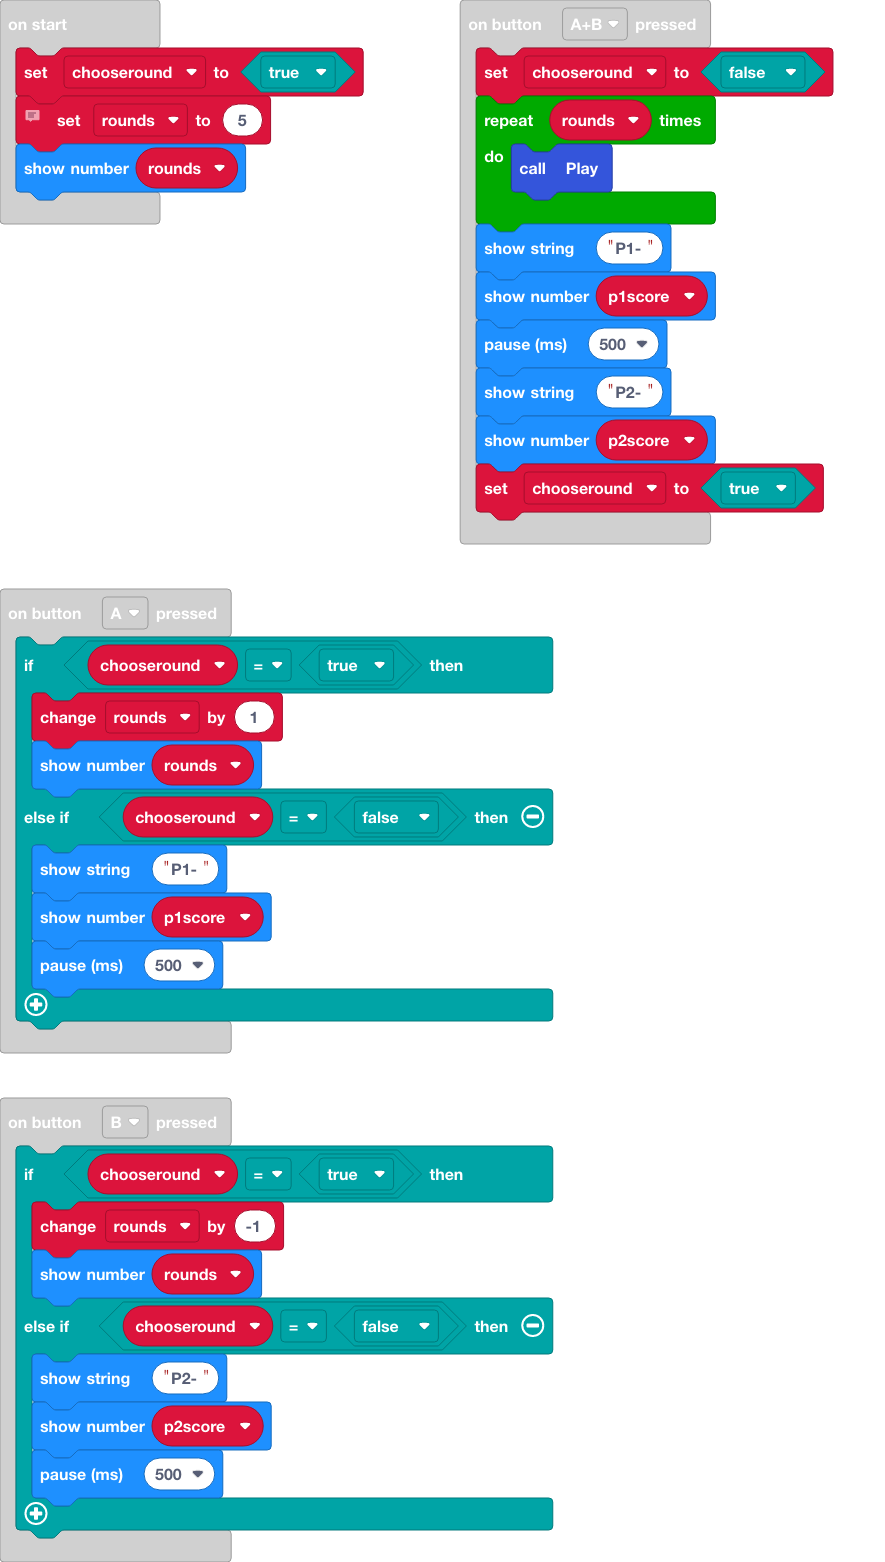 on start
set chooseround to true
set rounds to 5
show number rounds
on button A+B pressed
set chooseround to false
repeat rounds times
do call Play
show string "P1- "
show number p1score
pause (ms) 500
show string "P2- "
show number p2score
set chooseround to true
on button A pressed
if chooseround = true then
change rounds by 1
show number rounds
else if chooseround = false then
show string "P1- "
show number p1score
pause (ms) 500
on button B pressed
if chooseround = true then
change rounds by -1
show number rounds
else if chooseround = false then
show string "P2- "
show number p2score
pause (ms) 500